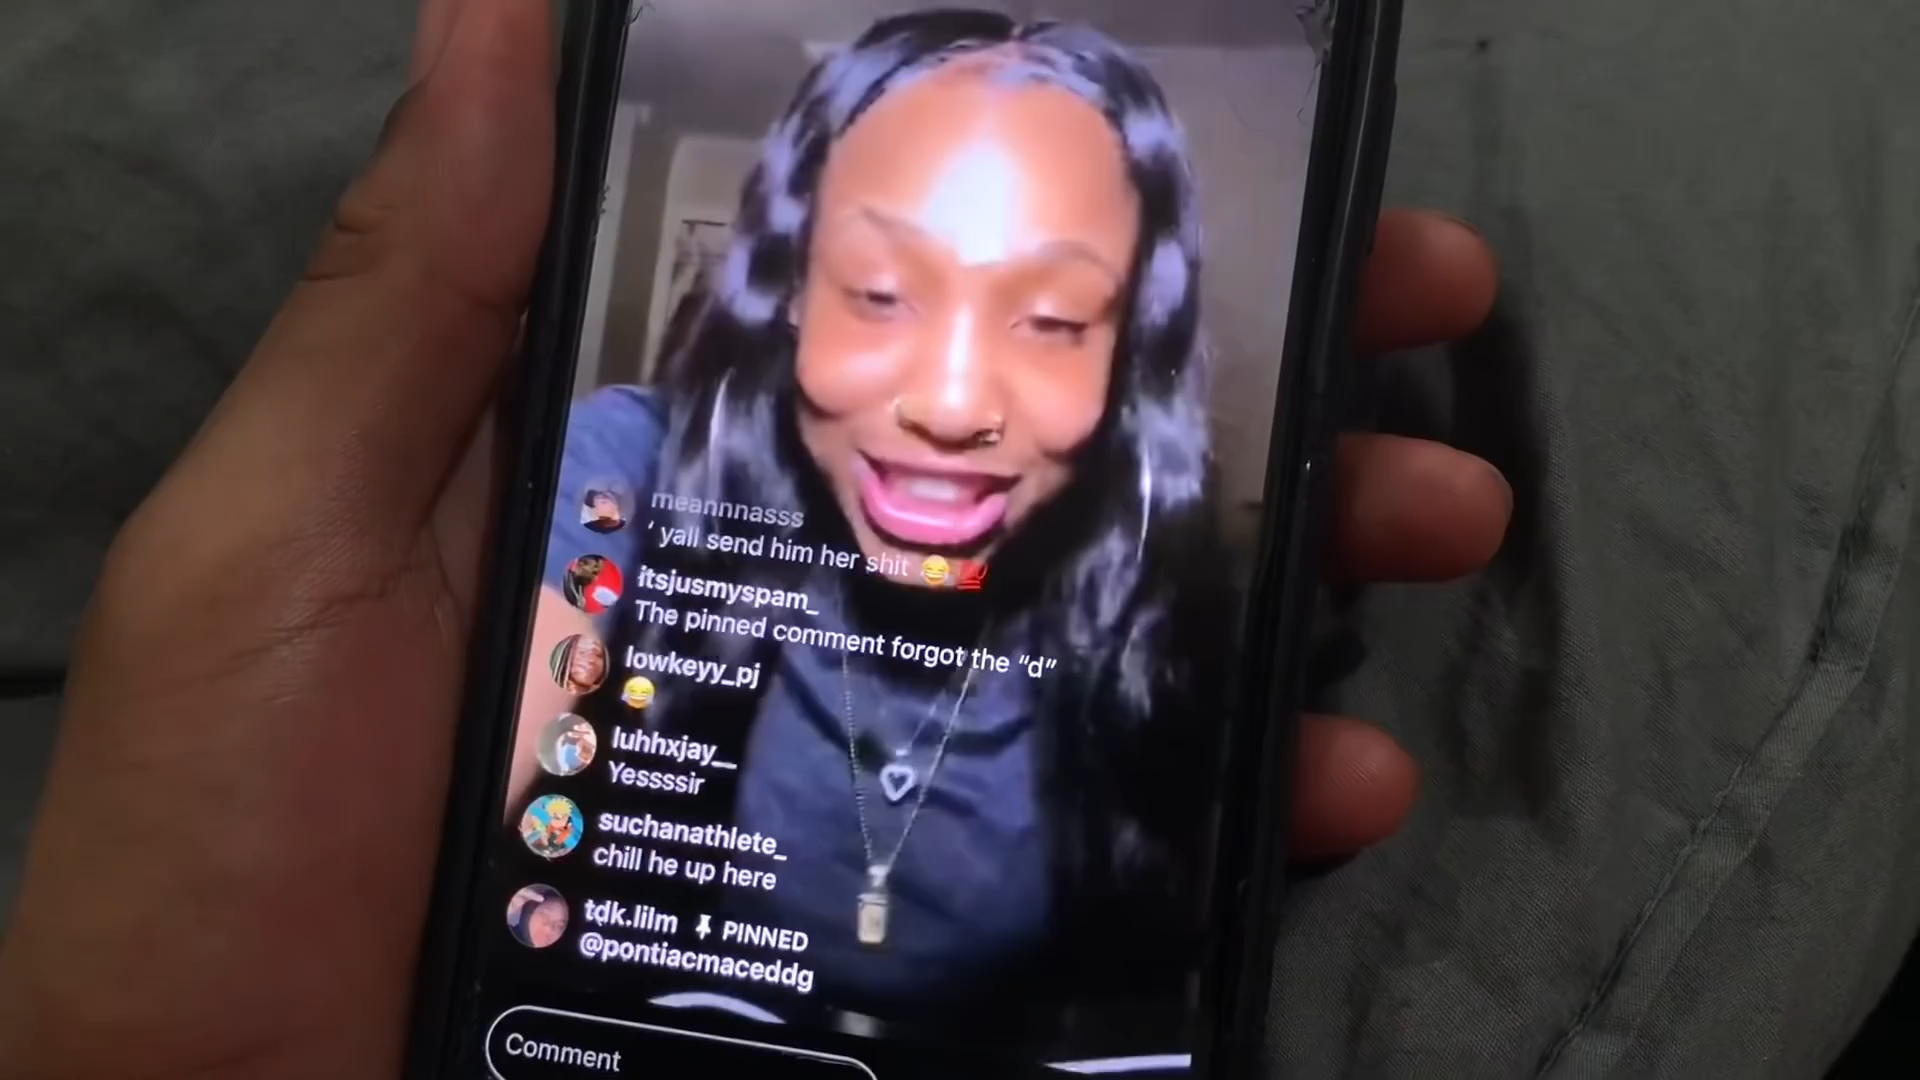 meannnasss
‘ yall send him her shit 😂💯
itsjusmyspam_
The pinned comment forgot the “d”
lowkeyy_pj
😂
luhhxjay__
Yessssir
suchanathlete_
chill he up here
tdk.lilm PINNED
@pontiacmaceddg
Comment